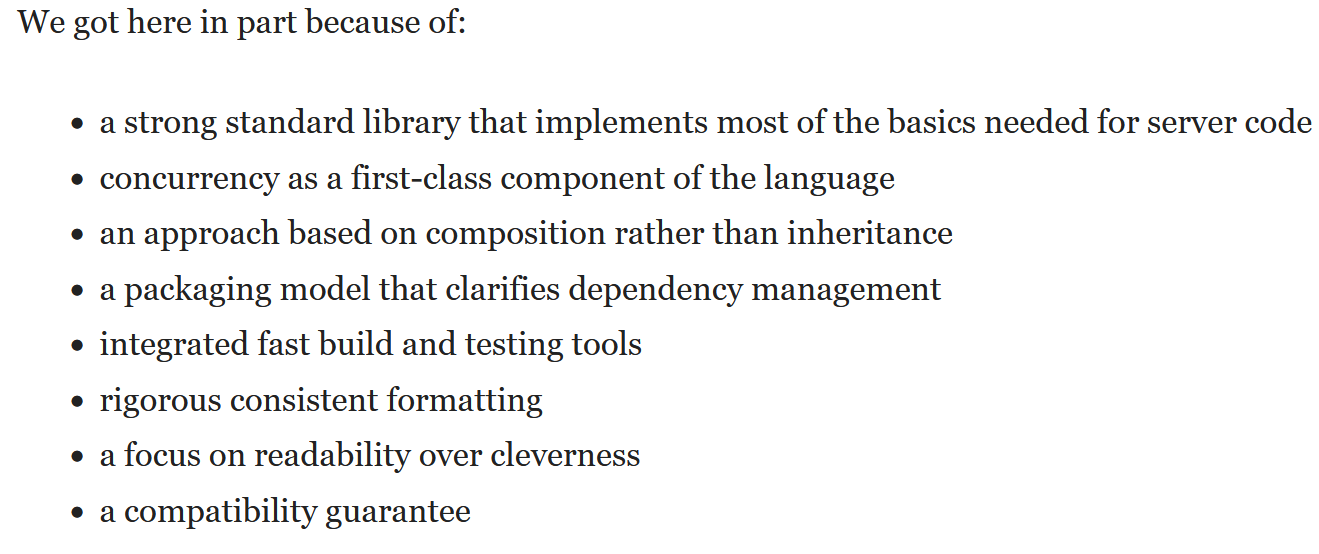 We got here in part because of:
• a strong standard library that implements most of the basics needed for server code
• concurrency as a first-class component of the language
• an approach based on composition rather than inheritance
• a packaging model that clarifies dependency management
• integrated fast build and testing tools
• rigorous consistent formatting
• a focus on readability over cleverness
• a compatibility guarantee